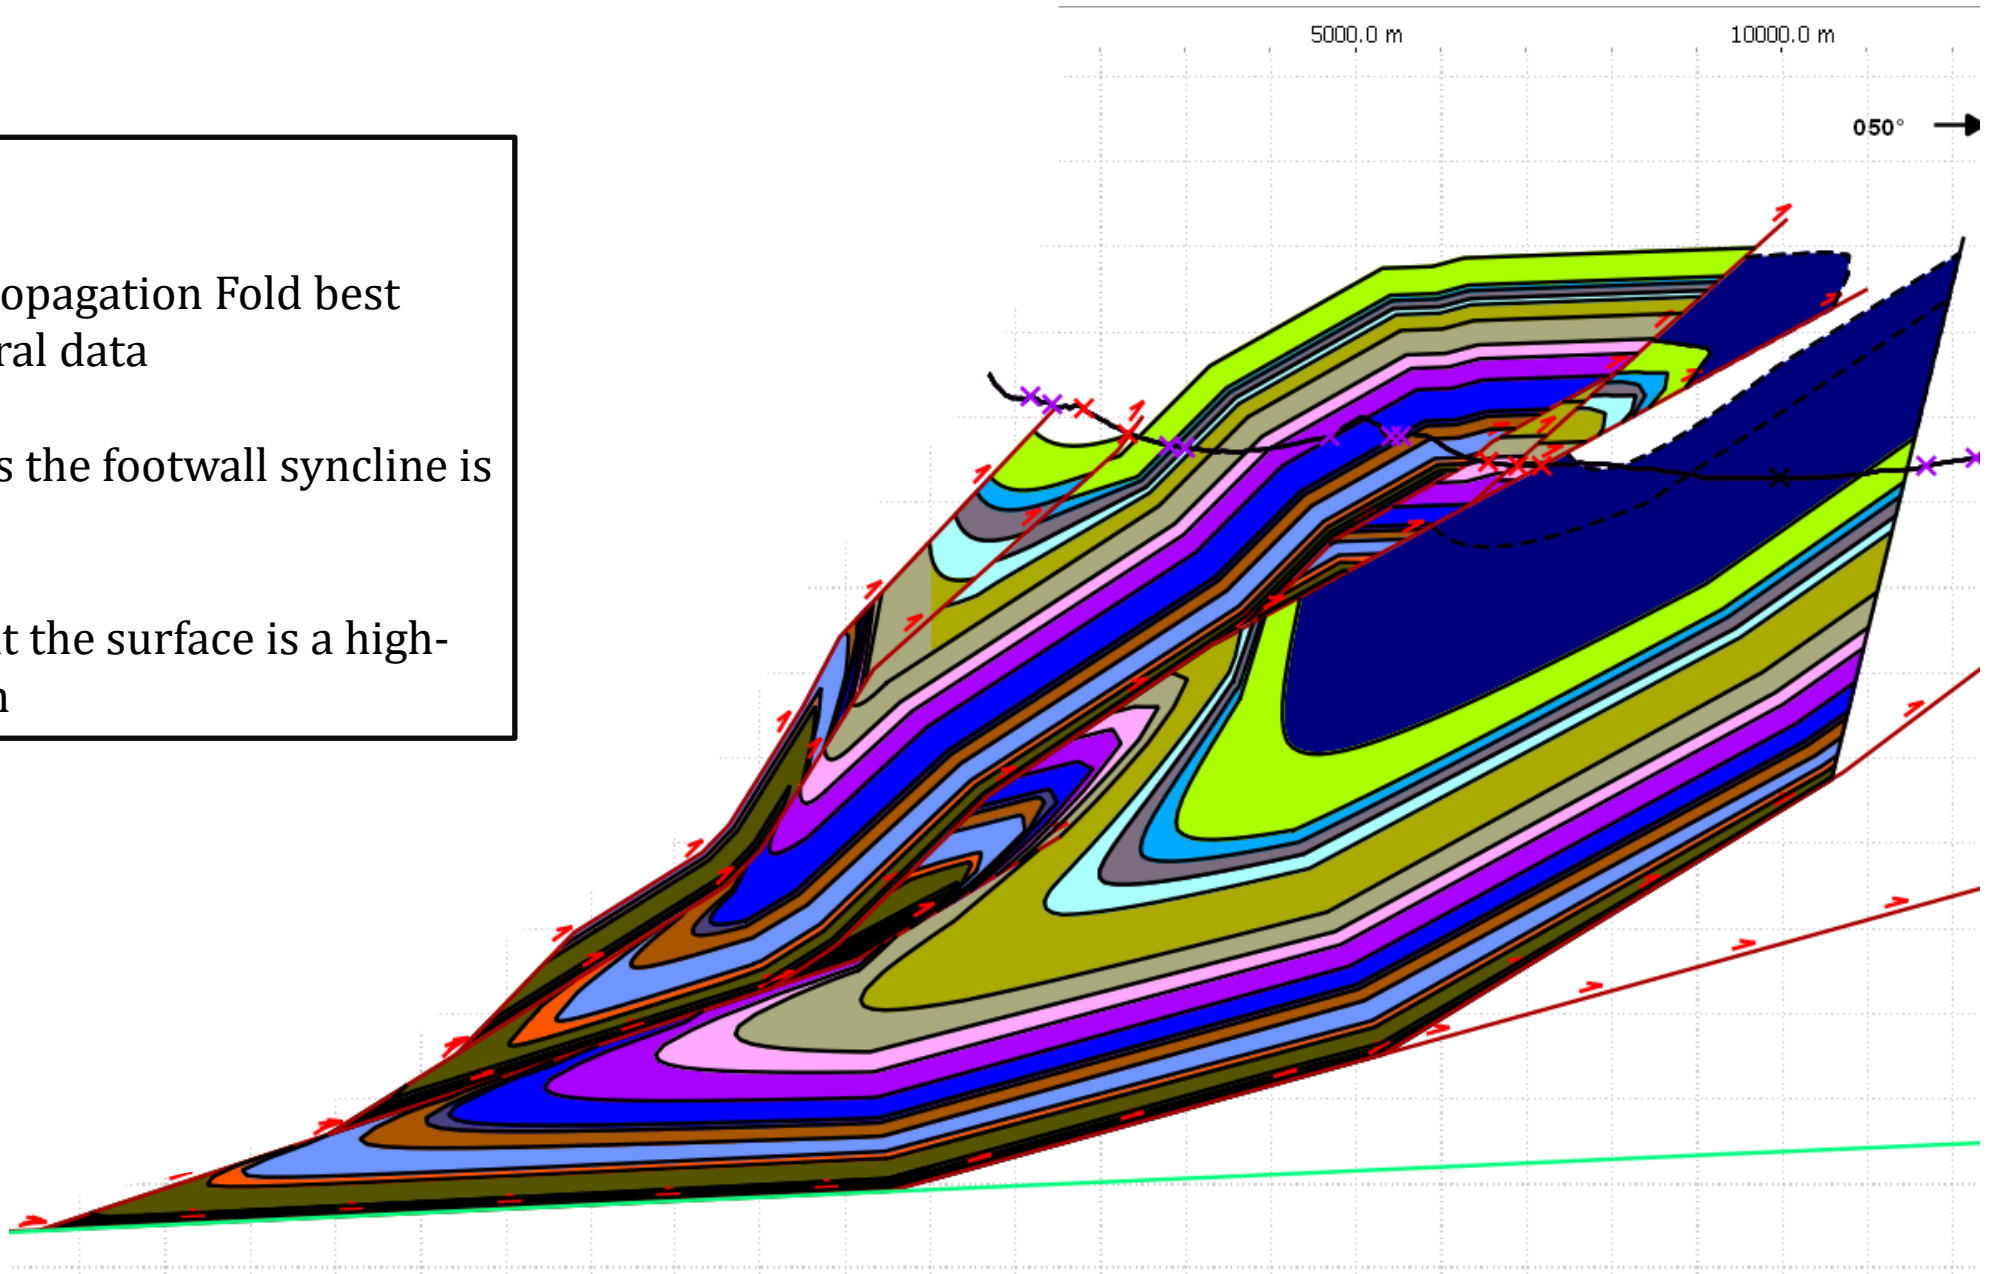 5000.0 m 10000.0 m
050°
opagation Fold best
ral data
s the footwall syncline is
t the surface is a high-